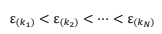 ε(k₁) < ε(k₂) < ⋯ < ε(k_N)